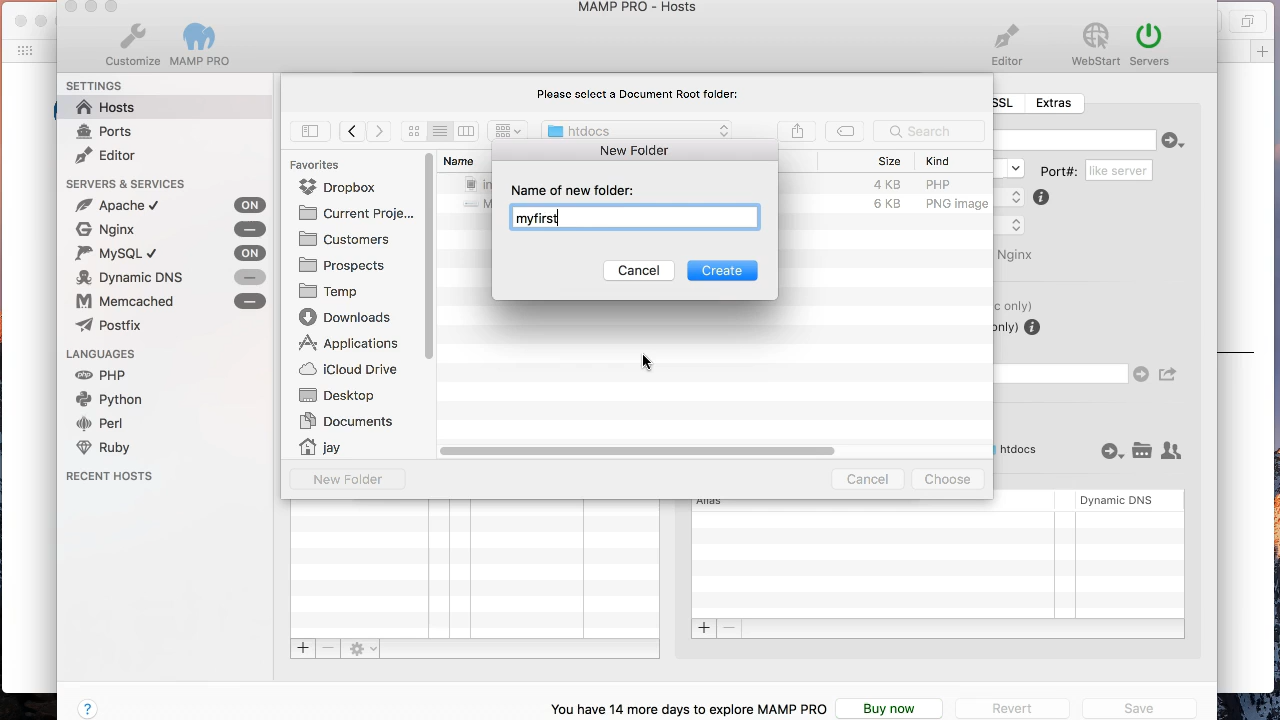 MAMP PRO - Hosts
Customize
MAMP PRO
Editor
WebStart
Servers
SETTINGS
Hosts
Ports
Editor
SERVERS & SERVICES
Apache ✓
ON
Nginx
MySQL ✓
ON
Dynamic DNS
Memcached
Postfix
LANGUAGES
php
PHP
Python
Perl
Ruby
RECENT HOSTS
Please select a Document Root folder:
htdocs
Search
Favorites
Dropbox
Current Proje...
Customers
Prospects
Temp
Downloads
Applications
iCloud Drive
Desktop
Documents
jay
Name
Size
Kind
in
4 KB
PHP
M
6 KB
PNG image
New Folder
Name of new folder:
myfirst
Cancel
Create
New Folder
Cancel
Choose
SSL
Extras
Port#:
like server
Nginx
c only)
only)
htdocs
Alias
Dynamic DNS
ave 14 more days to explore MAMP PRO
Revert
Save